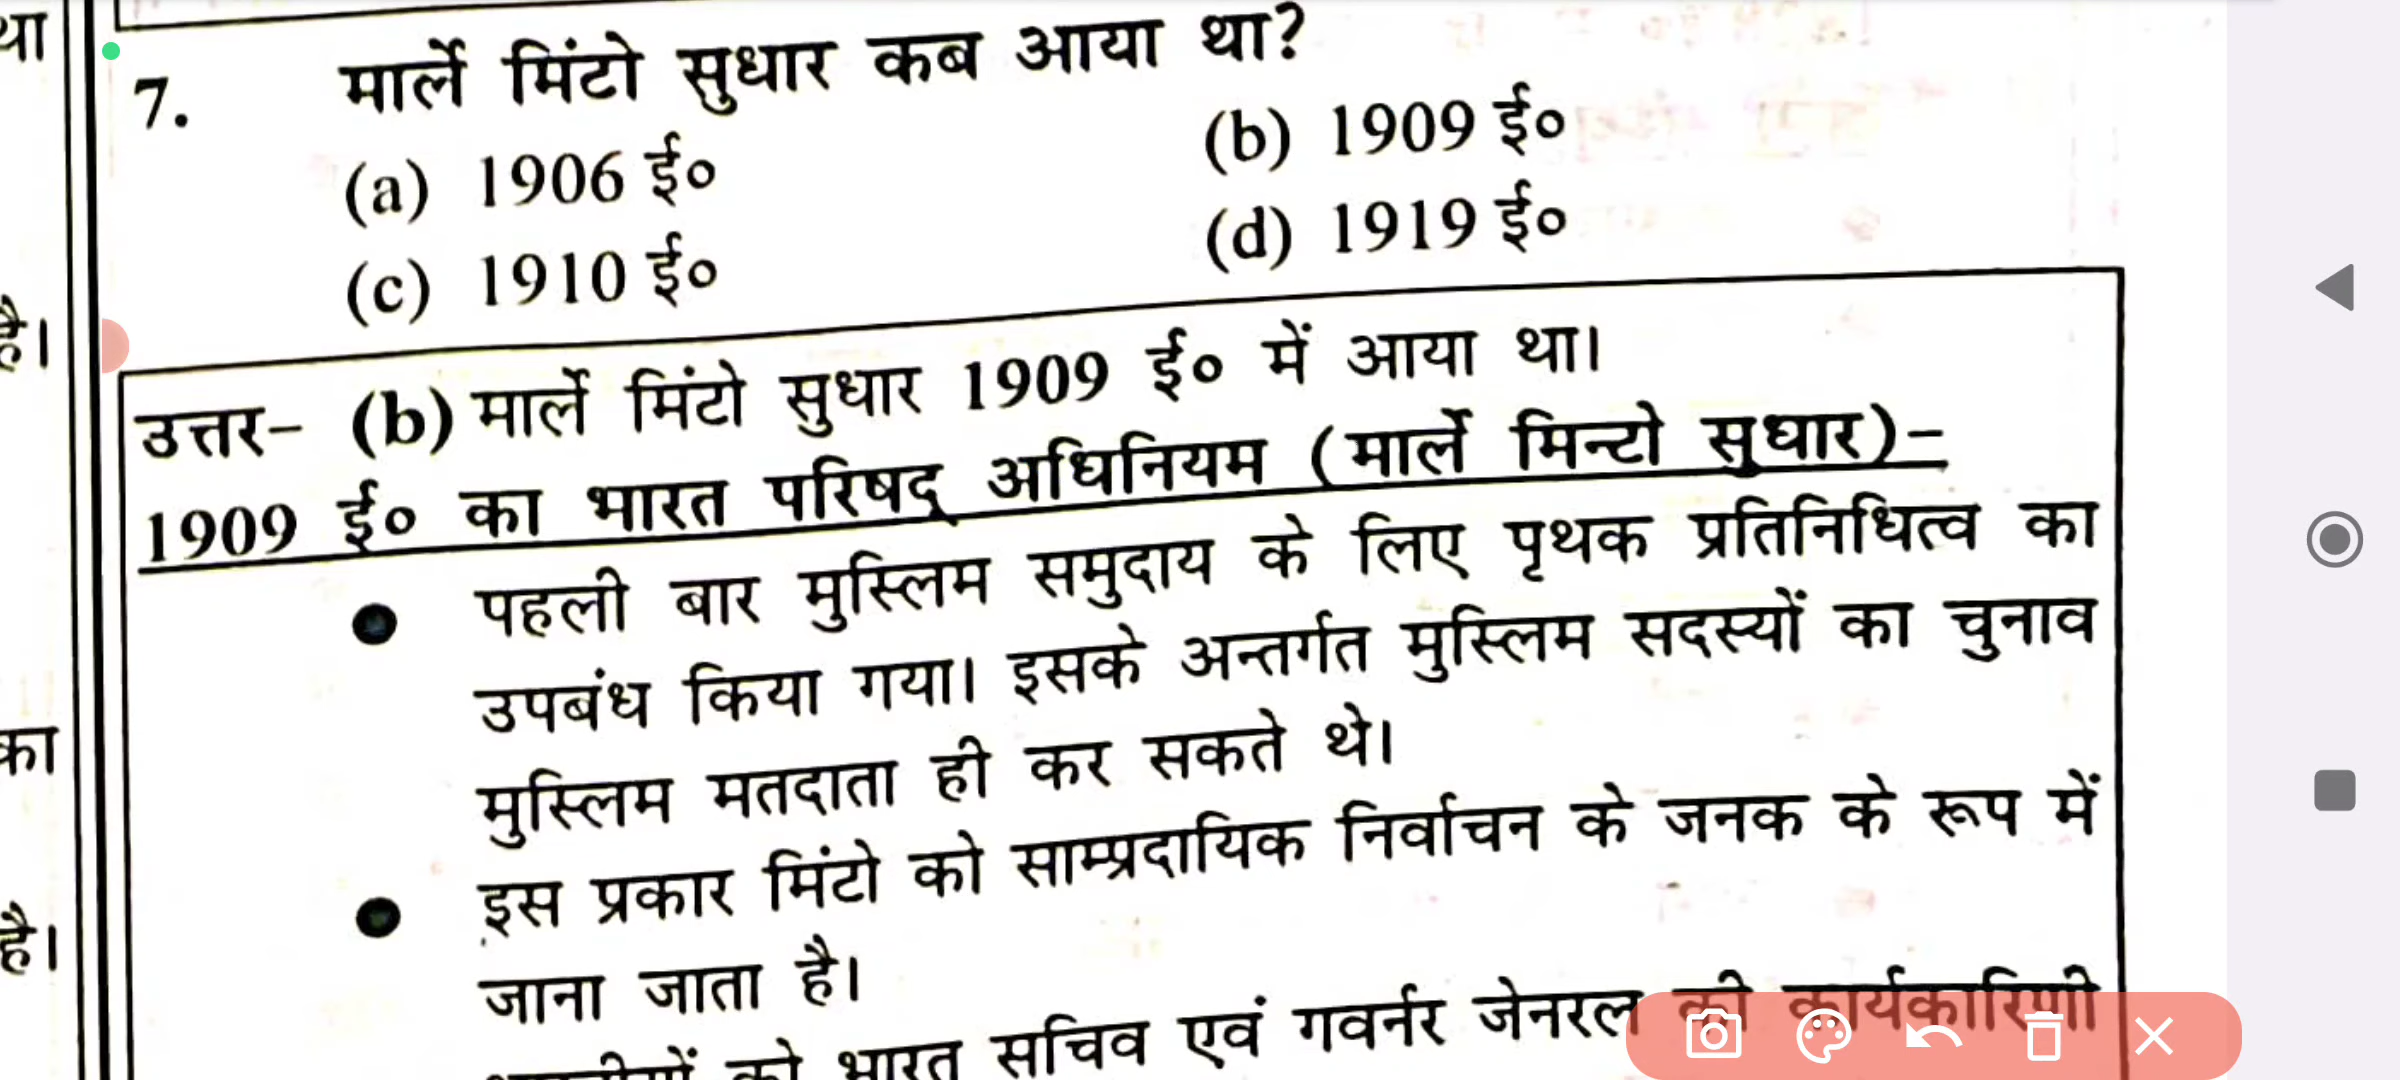 था
7. मार्ले मिंटो सुधार कब आया था?
(a) 1906 ई० (b) 1909 ई०
(c) 1910 ई० (d) 1919 ई०
है।
उत्तर- (b) मार्ले मिंटो सुधार 1909 ई० में आया था।
1909 ई० का भारत परिषद् अधिनियम (मार्ले मिन्टो सुधार)-
● पहली बार मुस्लिम समुदाय के लिए पृथक प्रतिनिधित्व का
उपबंध किया गया। इसके अन्तर्गत मुस्लिम सदस्यों का चुनाव
का
मुस्लिम मतदाता ही कर सकते थे।
● इस प्रकार मिंटो को साम्प्रदायिक निर्वाचन के जनक के रूप में
है।
जाना जाता है।
को भारत सचिव एवं गवर्नर जेनरल की कार्यकारिणी